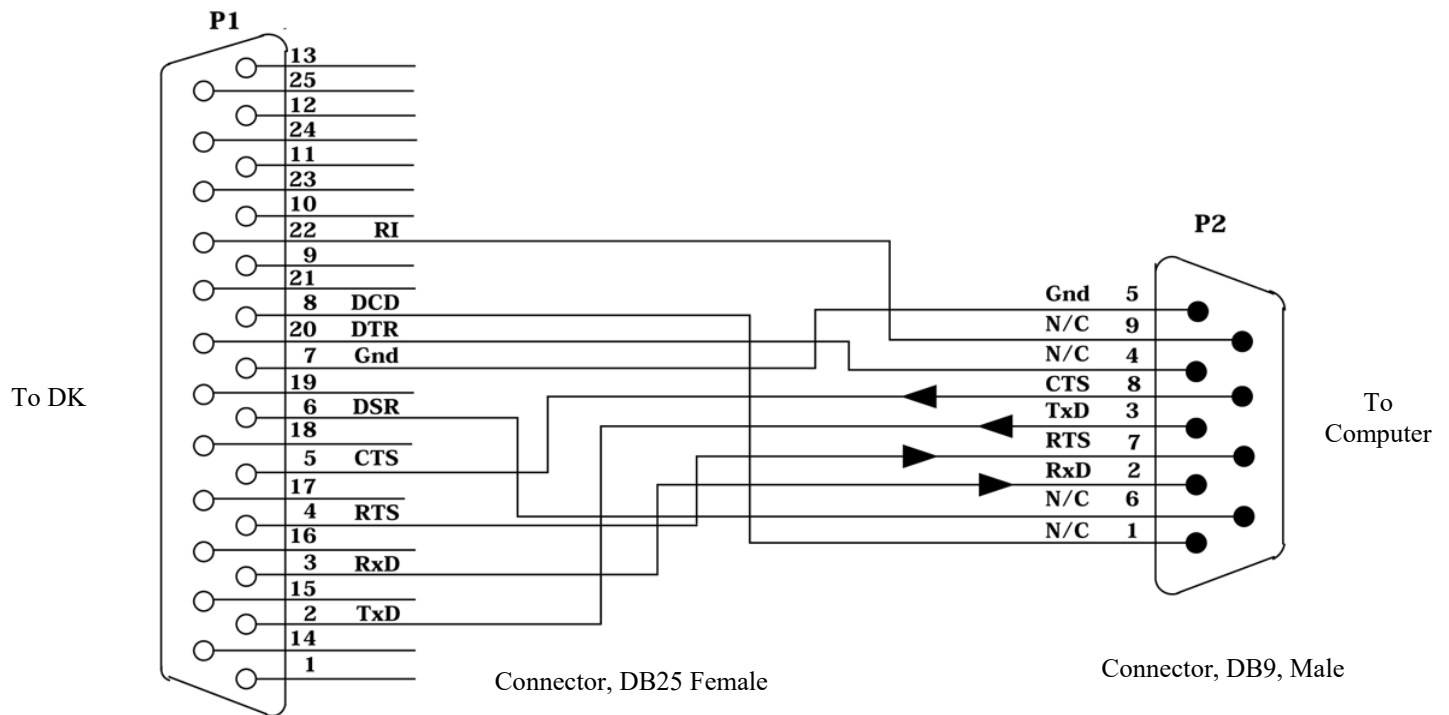 P1
13
25
12
24
11
23
10
22 RI
9
21
8 DCD
20 DTR
7 Gnd
19
6 DSR
18
5 CTS
17
4 RTS
16
3 RxD
15
2 TxD
14
1
To DK
Connector, DB25 Female
P2
Gnd 5
N/C 9
N/C 4
CTS 8
TxD 3
RTS 7
RxD 2
N/C 6
N/C 1
To
Computer
Connector, DB9, Male